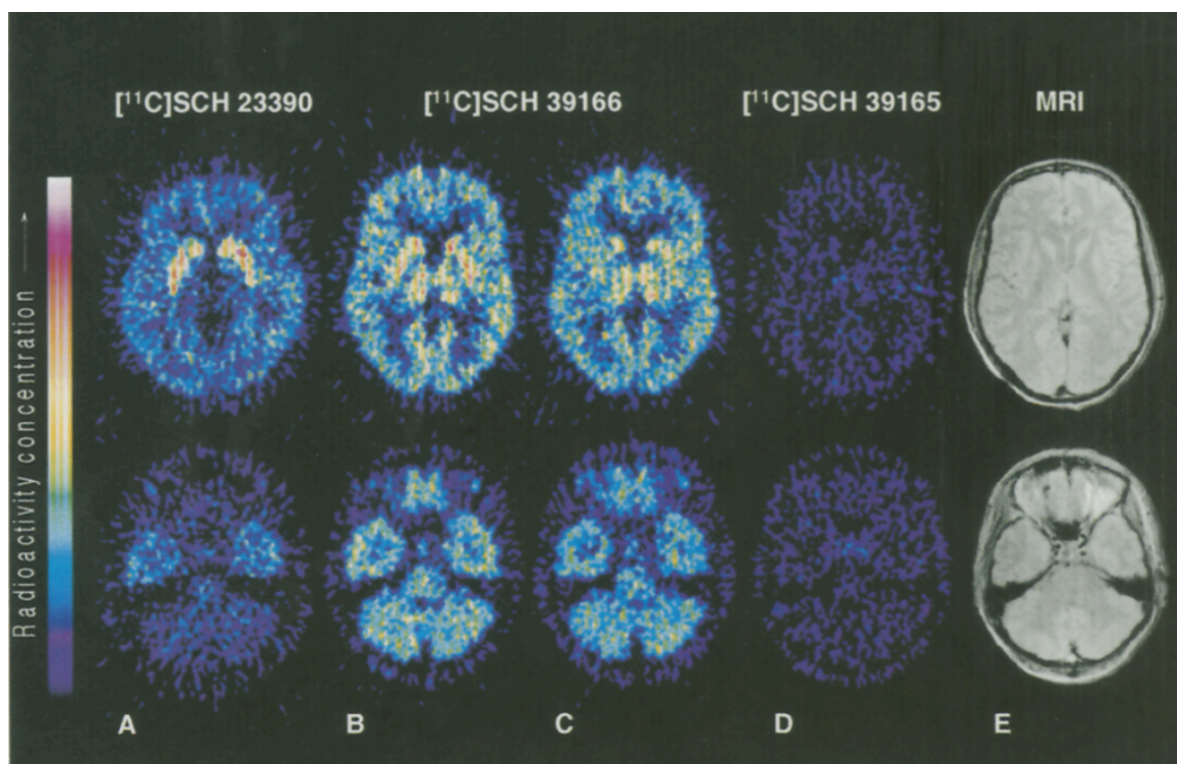 [¹¹C]SCH 23390 [¹¹C]SCH 39166 [¹¹C]SCH 39165 MRI
Radioactivity concentration
A B C D E